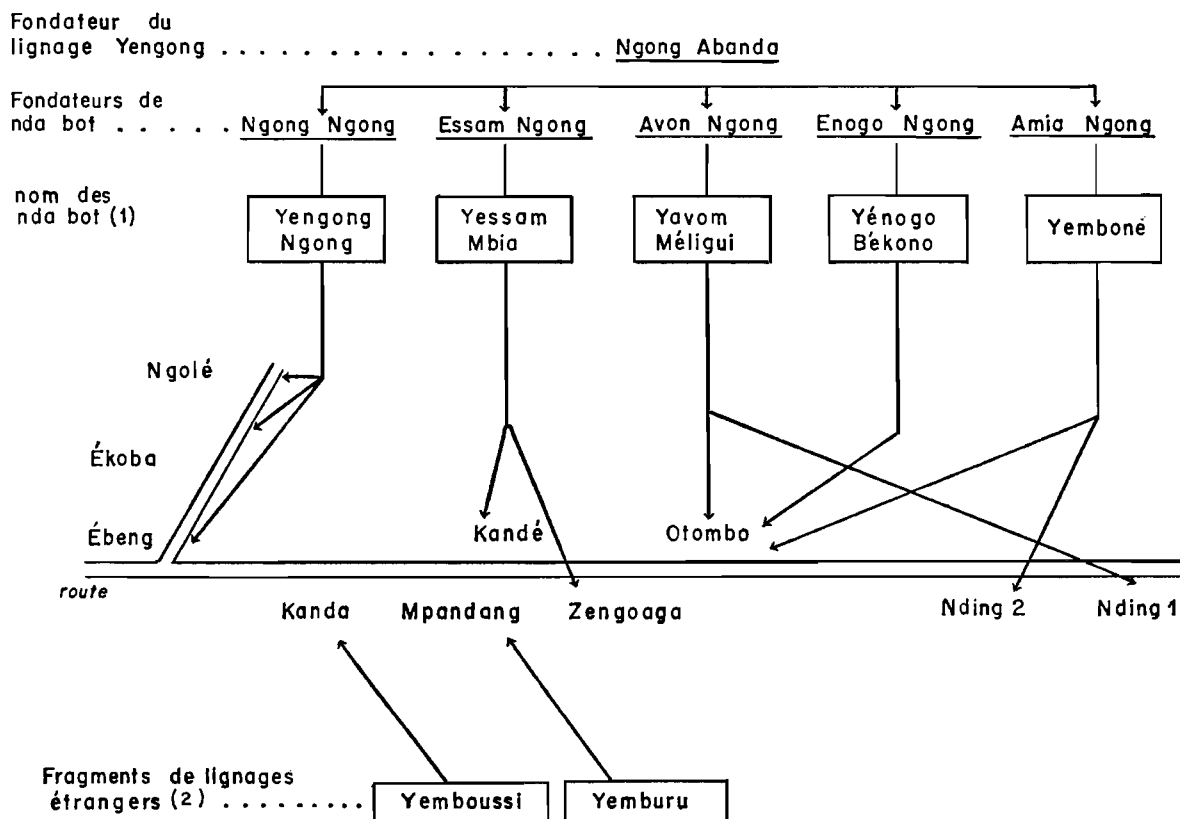 Fondateur du
lignage Yengong . . . . . . . . . . . . . . . . . . Ngong Abanda
Fondateurs de
nda bot . . . . . Ngong Ngong Essam Ngong Avon Ngong Enogo Ngong Amia Ngong
nom des
nda bot (1)
Yengong
Ngong
Yessam
Mbia
Yavom
Méligui
Yénogo
Békono
Yemboné
Ngolé
Ékoba
Ébeng
Kandé
Otombo
route
Kanda Mpandang Zengoaga
Nding 2 Nding 1
Fragments de lignages
étrangers (2) . . . . . . . .
Yemboussi Yemburu